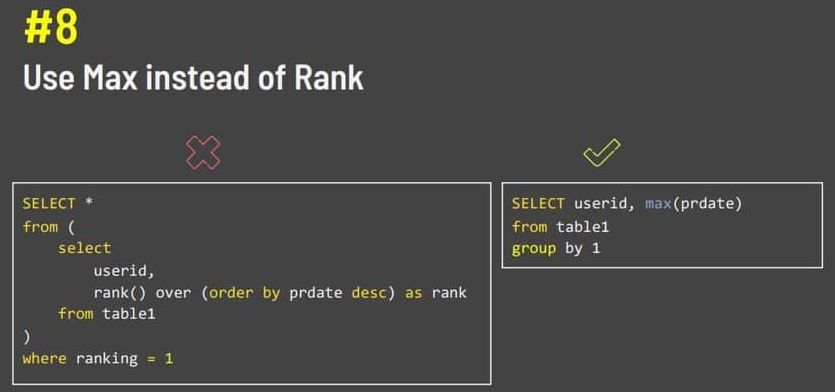 #8
Use Max instead of Rank
SELECT *
from (
    select
        userid,
        rank() over (order by prdate desc) as rank
    from table1
)
where ranking = 1
SELECT userid, max(prdate)
from table1
group by 1